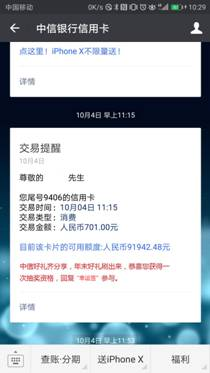 中国移动 0K/s 10:29
中信银行信用卡
点这里！iPhone X不限量送！
详情
10月4日 早上11:15
交易提醒
10月4日
尊敬的 先生
您尾号9406的信用卡
交易时间：10月04日 11:15
交易类型：消费
交易金额：人民币701.00元
目前该卡片的可用额度:人民币91942.48元
中信好礼齐分享，年末好礼刷出来，恭喜您获得一
次抽奖资格，回复“幸运签”参与。
详情
10月4日 早上11:53
查账·分期 送iPhone X 福利